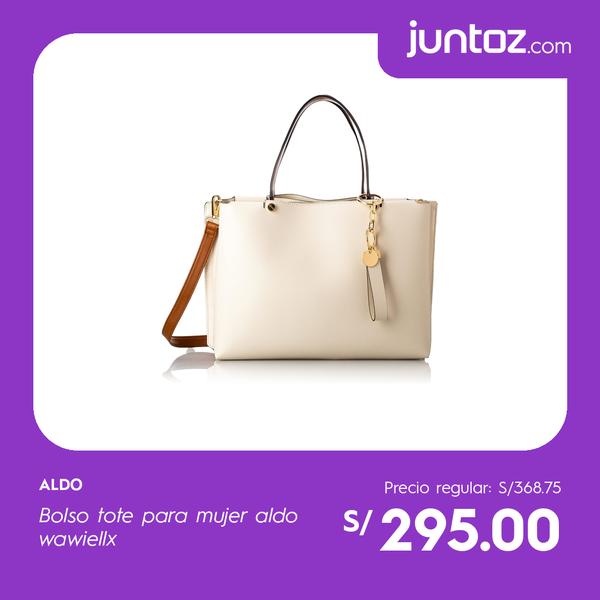 juntoz.com
ALDO
Bolso tote para mujer aldo
wawiellx
Precio regular: S/368.75
S/295.00